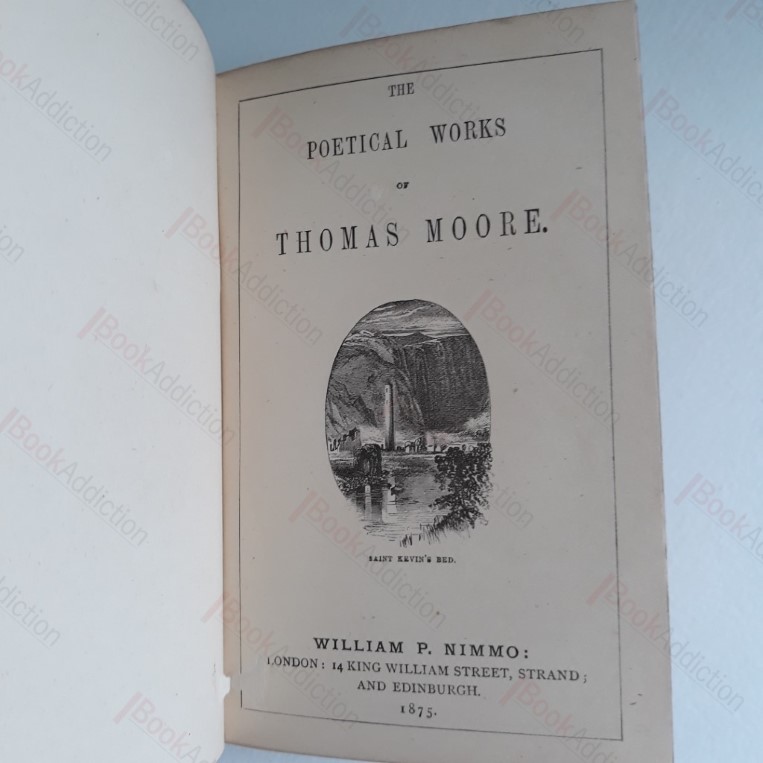 THE
POETICAL WORKS
OF
THOMAS MOORE.
SAINT KEVIN'S BED.
WILLIAM P. NIMMO:
LONDON: 14 KING WILLIAM STREET, STRAND;
AND EDINBURGH.
1875.
BookAddiction